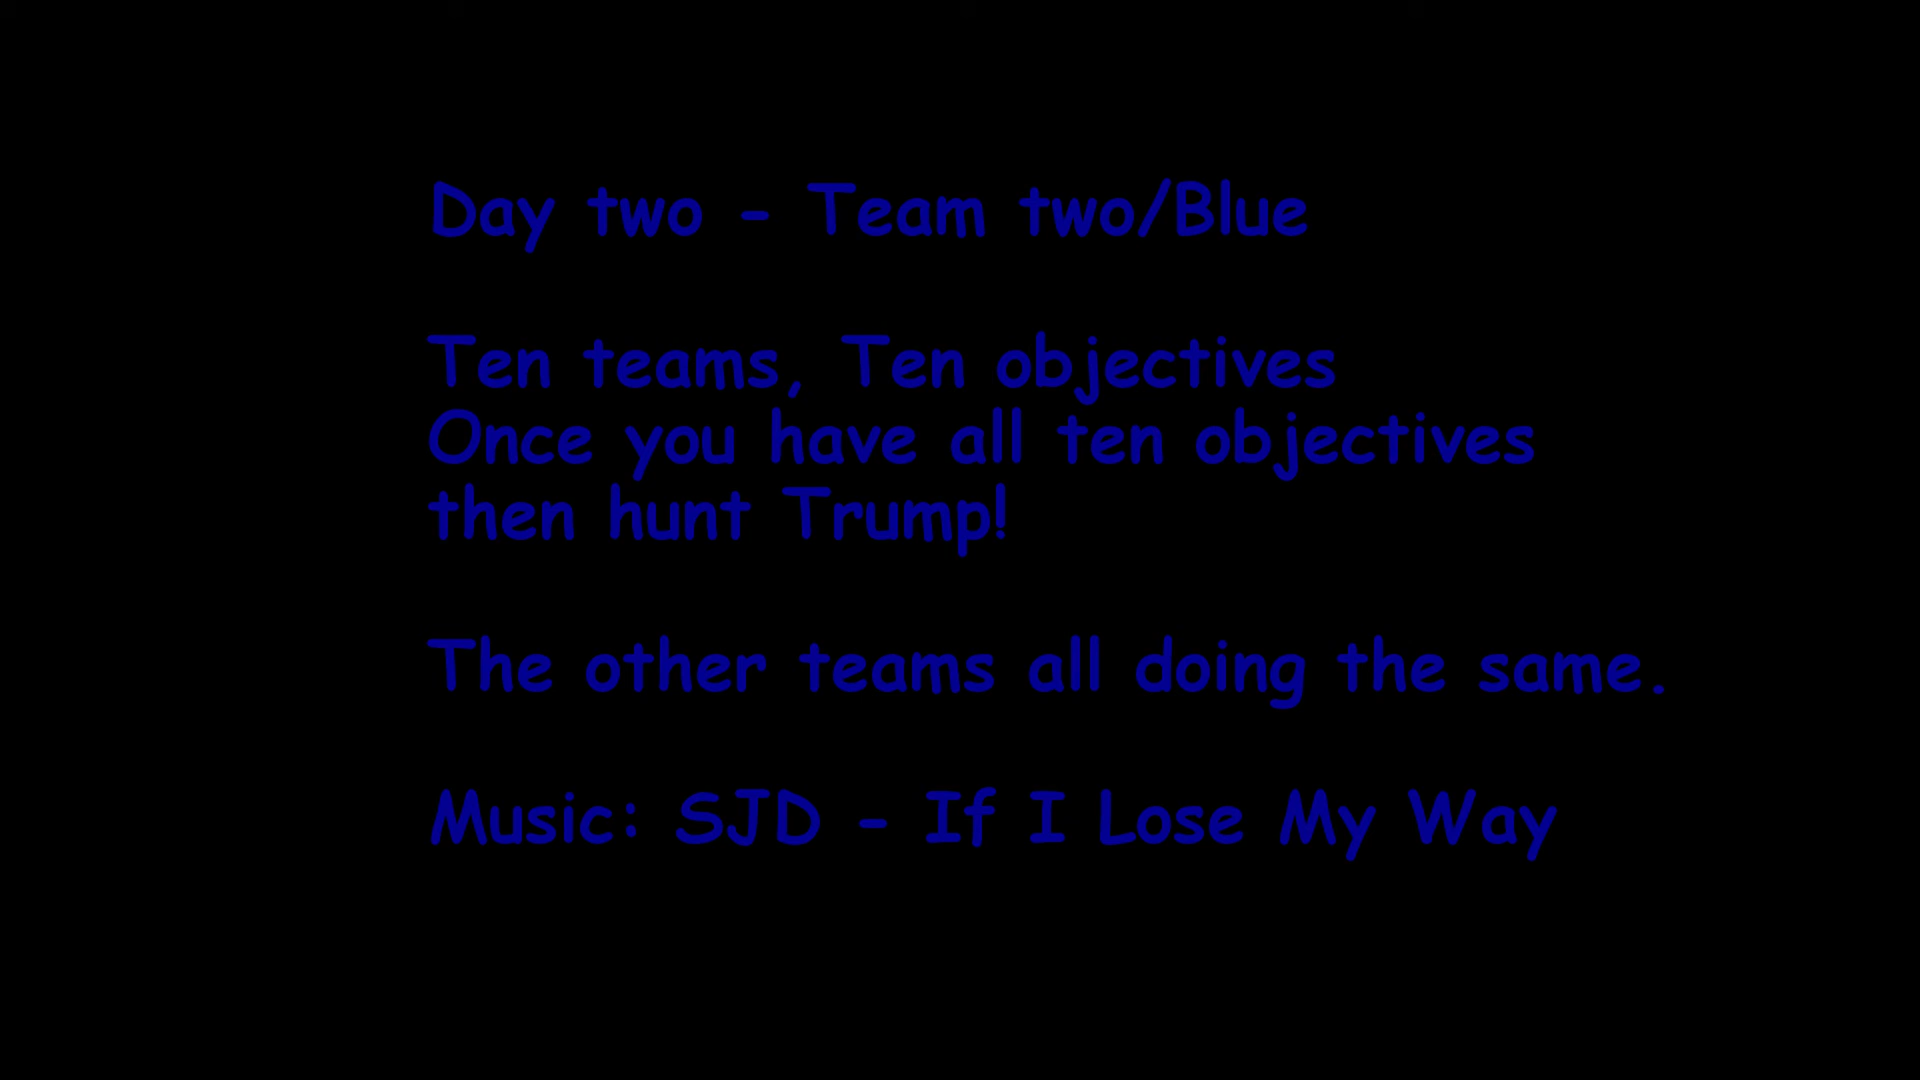 Day two - Team two/Blue
Ten teams, Ten objectives
Once you have all ten objectives
then hunt Trump!
The other teams all doing the same.
Music: SJD - If I Lose My Way